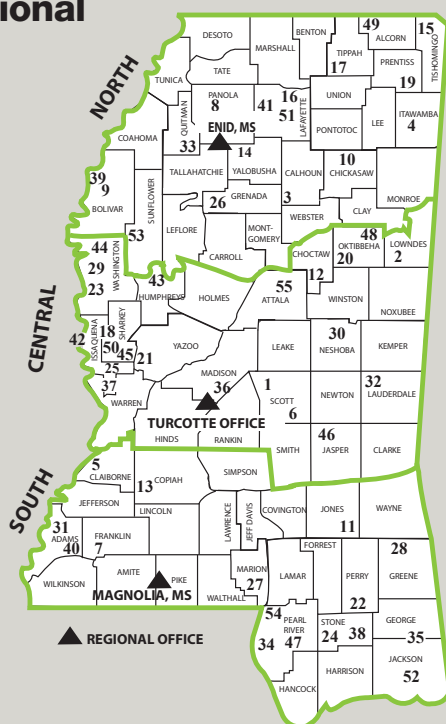 ional
NORTH
CENTRAL
SOUTH
DESOTO
BENTON
49
ALCORN
15
MARSHALL
TIPPAH
17
TISHOMINGO
TATE
PRENTISS
19
TUNICA
PANOLA
8
41
16
51
LAFAYETTE
UNION
ITAWAMBA
4
LEE
QUITMAN
33
PONTOTOC
COAHOMA
ENID, MS
14
10
CHICKASAW
TALLAHATCHIE
YALOBUSHA
CALHOUN
3
39
9
BOLIVAR
SUNFLOWER
53
26
GRENADA
MONROE
CLAY
WEBSTER
LEFLORE
MONT-
GOMERY
CARROLL
48
OKTIBBEHA
20
LOWNDES
2
CHOCTAW
12
44
29
23
WASHINGTON
43
HUMPHREYS
HOLMES
55
ATTALA
WINSTON
NOXUBEE
42
ISSAQUENA
18
50
45
SHARKEY
21
25
37
YAZOO
LEAKE
30
NESHOBA
KEMPER
MADISON
36
1
SCOTT
6
NEWTON
32
LAUDERDALE
WARREN
TURCOTTE OFFICE
HINDS
RANKIN
SMITH
46
JASPER
CLARKE
5
CLAIBORNE
13
COPIAH
SIMPSON
JEFFERSON
LINCOLN
LAWRENCE
JEFF DAVIS
COVINGTON
JONES
11
WAYNE
31
ADAMS
40
FRANKLIN
7
FORREST
28
GREENE
WILKINSON
AMITE
PIKE
MARION
27
LAMAR
PERRY
22
MAGNOLIA, MS
WALTHALL
54
PEARL
RIVER
34
47
STONE
24
38
GEORGE
35
REGIONAL OFFICE
JACKSON
52
HARRISON
HANCOCK